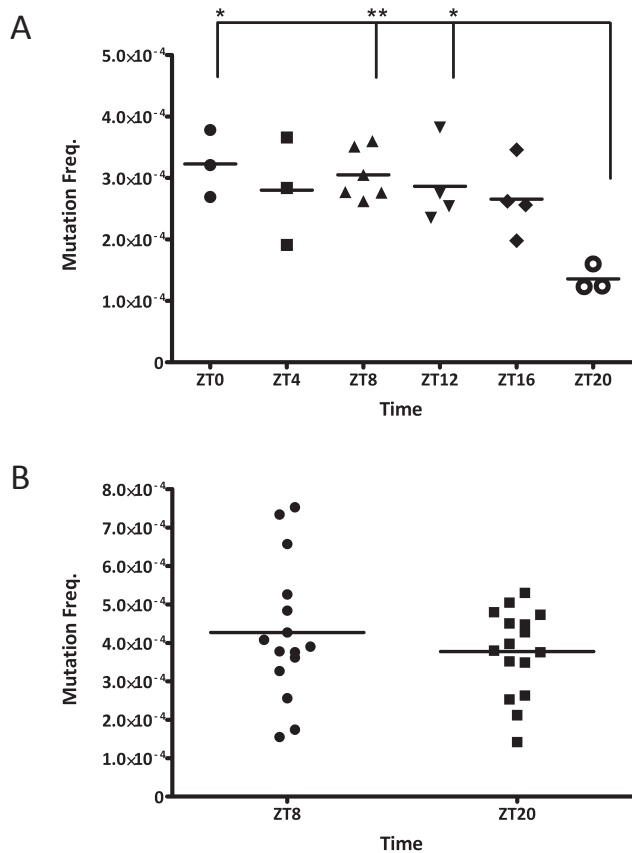 A
* ** *
5.0×10⁻⁴
4.0×10⁻⁴
3.0×10⁻⁴
2.0×10⁻⁴
1.0×10⁻⁴
0
Mutation Freq.
ZT0 ZT4 ZT8 ZT12 ZT16 ZT20
Time
B
8.0×10⁻⁴
7.0×10⁻⁴
6.0×10⁻⁴
5.0×10⁻⁴
4.0×10⁻⁴
3.0×10⁻⁴
2.0×10⁻⁴
1.0×10⁻⁴
0
Mutation Freq.
ZT8 ZT20
Time